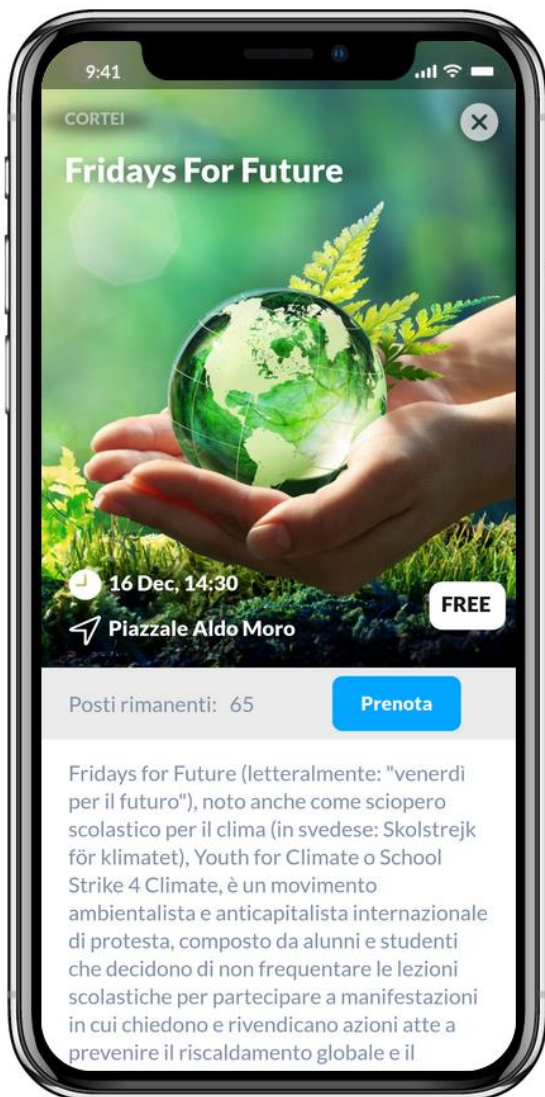 9:41
CORTEI
Fridays For Future
16 Dec, 14:30
Piazzale Aldo Moro
FREE
Posti rimanenti: 65
Prenota
Fridays for Future (letteralmente: "venerdì
per il futuro"), noto anche come sciopero
scolastico per il clima (in svedese: Skolstrejk
för klimatet), Youth for Climate o School
Strike 4 Climate, è un movimento
ambientalista e anticapitalista internazionale
di protesta, composto da alunni e studenti
che decidono di non frequentare le lezioni
scolastiche per partecipare a manifestazioni
in cui chiedono e rivendicano azioni atte a
prevenire il riscaldamento globale e il